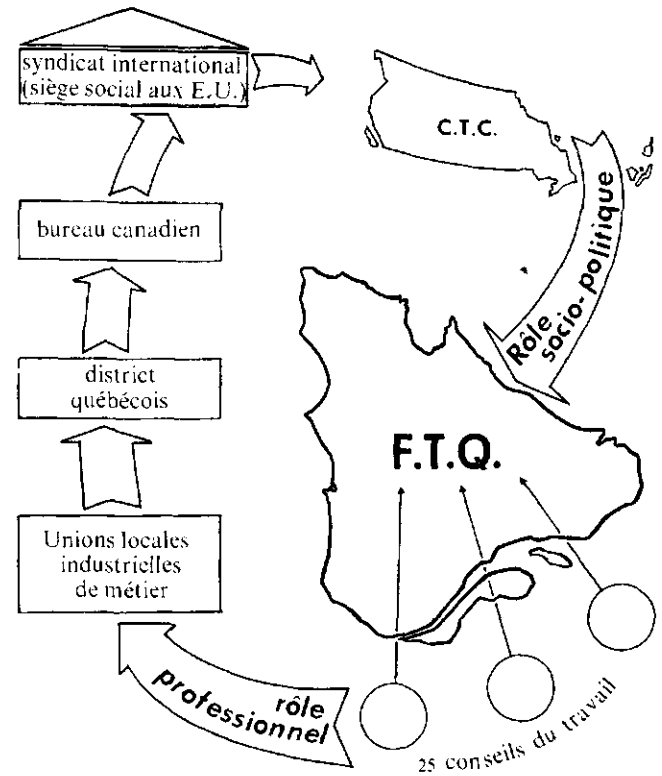 syndicat international
(siège social aux E.U.)
C.T.C.
Rôle
socio-politique
bureau canadien
district
québécois
F.T.Q.
Unions locales
industrielles
de métier
rôle
professionnel
25 conseils du travail